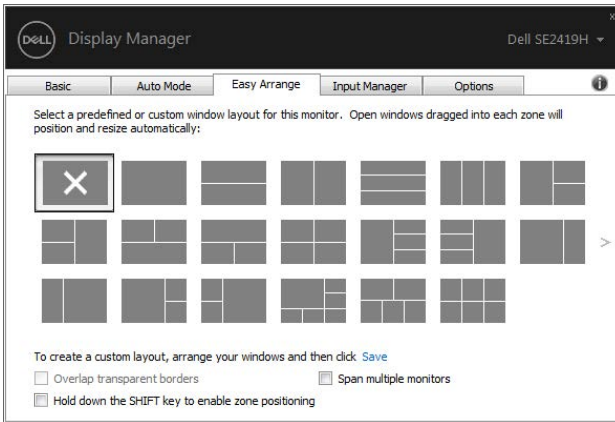 DELL Display Manager Dell SE2419H
Basic Auto Mode Easy Arrange Input Manager Options
Select a predefined or custom window layout for this monitor. Open windows dragged into each zone will
position and resize automatically:
To create a custom layout, arrange your windows and then click Save
Overlap transparent borders Span multiple monitors
Hold down the SHIFT key to enable zone positioning